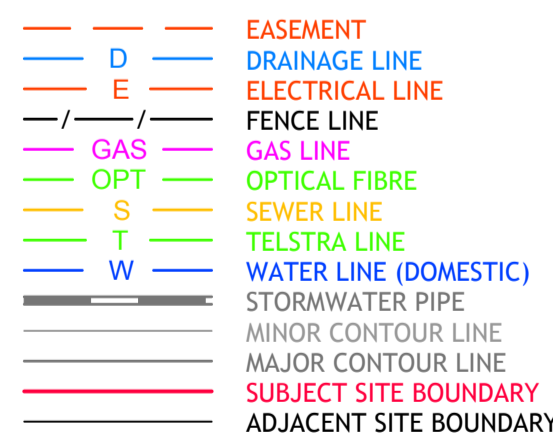 EASEMENT
D DRAINAGE LINE
E ELECTRICAL LINE
/ / FENCE LINE
GAS GAS LINE
OPT OPTICAL FIBRE
S SEWER LINE
T TELSTRA LINE
W WATER LINE (DOMESTIC)
STORMWATER PIPE
MINOR CONTOUR LINE
MAJOR CONTOUR LINE
SUBJECT SITE BOUNDARY
ADJACENT SITE BOUNDARY